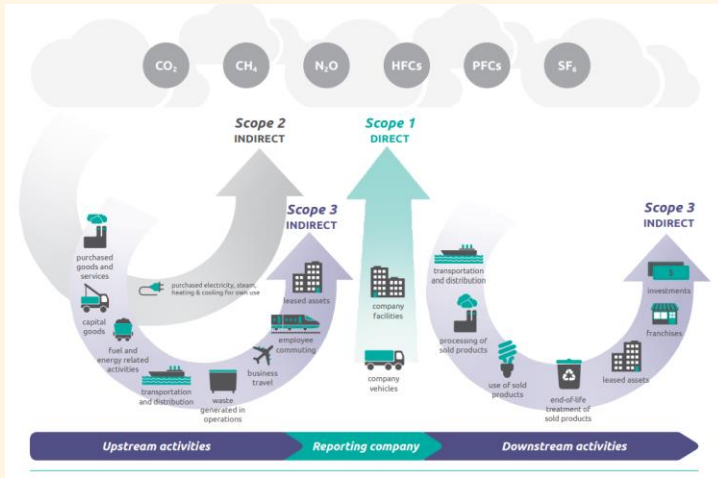 CO₂
CH₄
N₂O
HFCs
PFCs
SF₆
Scope 2
INDIRECT
Scope 1
DIRECT
Scope 3
INDIRECT
Scope 3
INDIRECT
purchased
goods and
services
capital
goods
fuel and
energy related
activities
transportation
and distribution
waste
generated in
operations
business
travel
employee
commuting
leased assets
purchased electricity, steam,
heating & cooling for own use
company
facilities
company
vehicles
transportation
and distribution
processing of
sold products
use of sold
products
end-of-life
treatment of
sold products
leased assets
franchises
$
investments
Upstream activities
Reporting company
Downstream activities